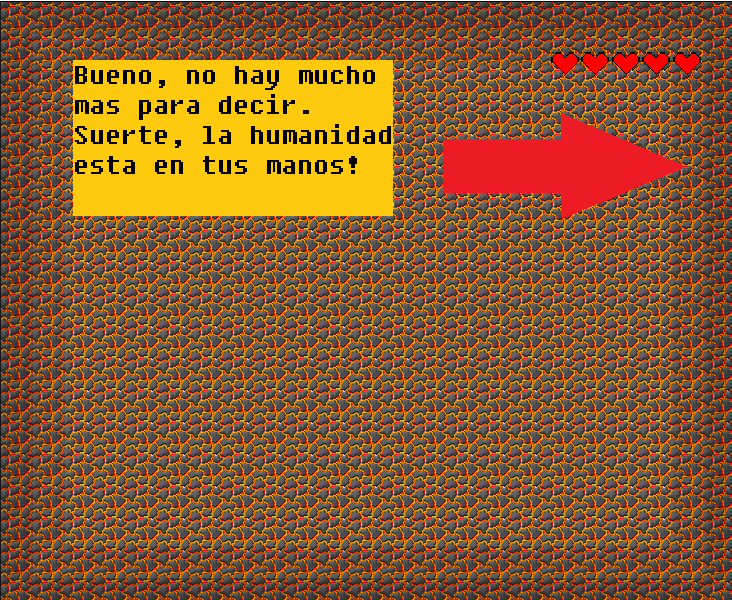 Bueno, no hay mucho
mas para decir.
Suerte, la humanidad
esta en tus manos!